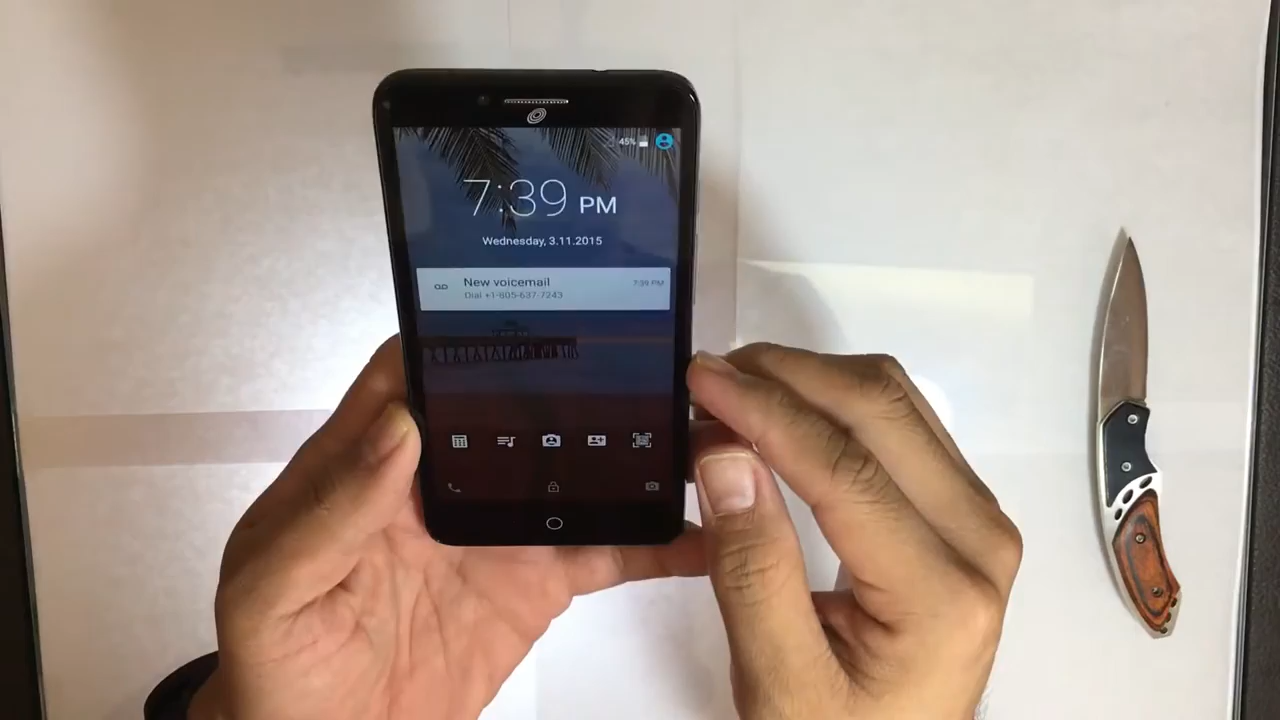 45%
7:39 PM
Wednesday, 3.11.2015
New voicemail
7:39 PM
Dial +1-805-637-7243